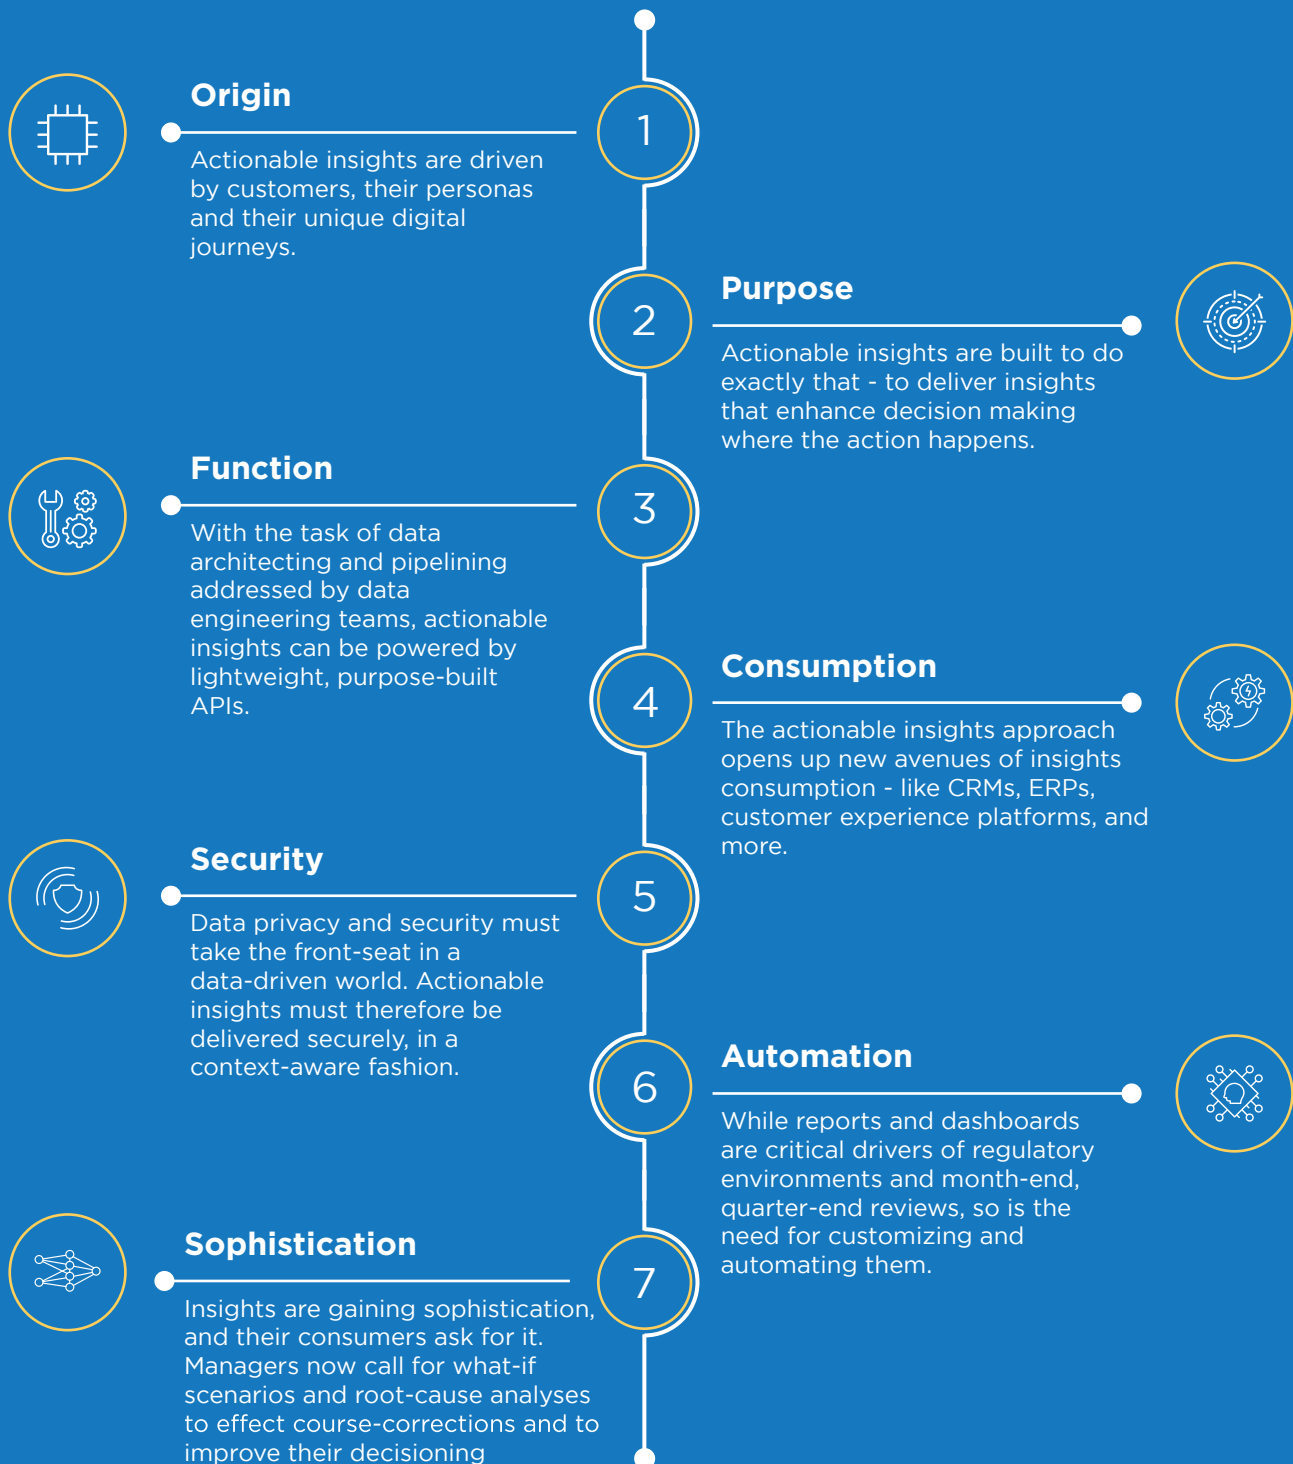 Origin
1
Actionable insights are driven
by customers, their personas
and their unique digital
journeys.
2
Purpose
Actionable insights are built to do
exactly that - to deliver insights
that enhance decision making
where the action happens.
Function
3
With the task of data
architecting and pipelining
addressed by data
engineering teams, actionable
insights can be powered by
lightweight, purpose-built
APIs.
4
Consumption
The actionable insights approach
opens up new avenues of insights
consumption - like CRMs, ERPs,
customer experience platforms, and
more.
Security
5
Data privacy and security must
take the front-seat in a
data-driven world. Actionable
insights must therefore be
delivered securely, in a
context-aware fashion.
6
Automation
While reports and dashboards
are critical drivers of regulatory
environments and month-end,
quarter-end reviews, so is the
need for customizing and
automating them.
Sophistication
7
Insights are gaining sophistication,
and their consumers ask for it.
Managers now call for what-if
scenarios and root-cause analyses
to effect course-corrections and to
improve their decisioning